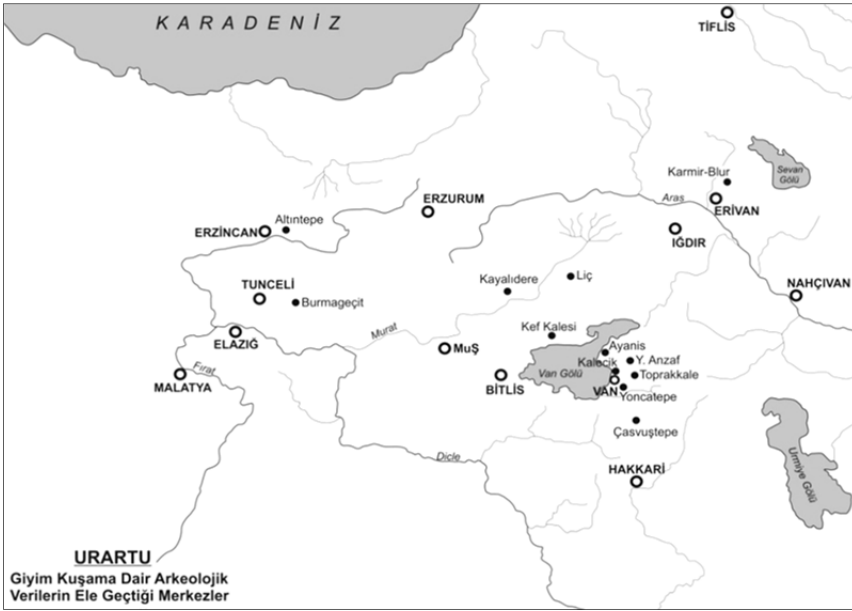 KARADENİZ
TİFLİS
Karmir-Blur
Sevan
Gölü
ERZURUM
Aras
ERİVAN
Altıntepe
ERZİNCAN
IĞDIR
TUNCELİ
Kayalıdere
Liç
NAHÇIVAN
Burmageçit
Murat
Kef Kalesi
ELAZIĞ
MuŞ
Ayanis
Kalecik
Y. Anzaf
Fırat
Van Gölü
Toprakkale
MALATYA
BİTLİS
VAN
Yoncatepe
Çasvuştepe
Dicle
HAKKARİ
Urmiye Gölü
URARTU
Giyim Kuşama Dair Arkeolojik
Verilerin Ele Geçtiği Merkezler